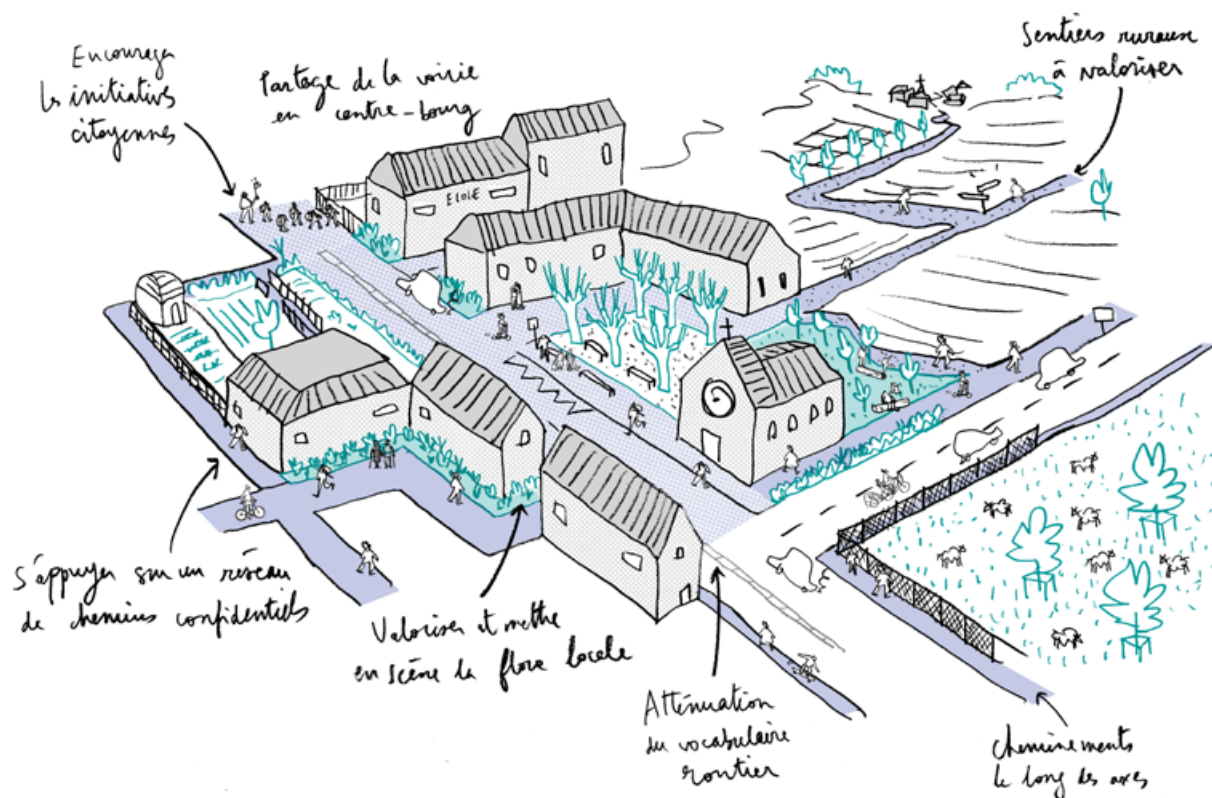 Encourager
les initiatives
citoyennes
Partage de la voirie
en centre-bourg
Sentiers ruraux
à valoriser
ECOLE
S'appuyer sur un réseau
de chemins confidentiels
Valoriser et mettre
en scène la flore locale
Atténuation
du vocabulaire
routier
cheminements
le long des axes